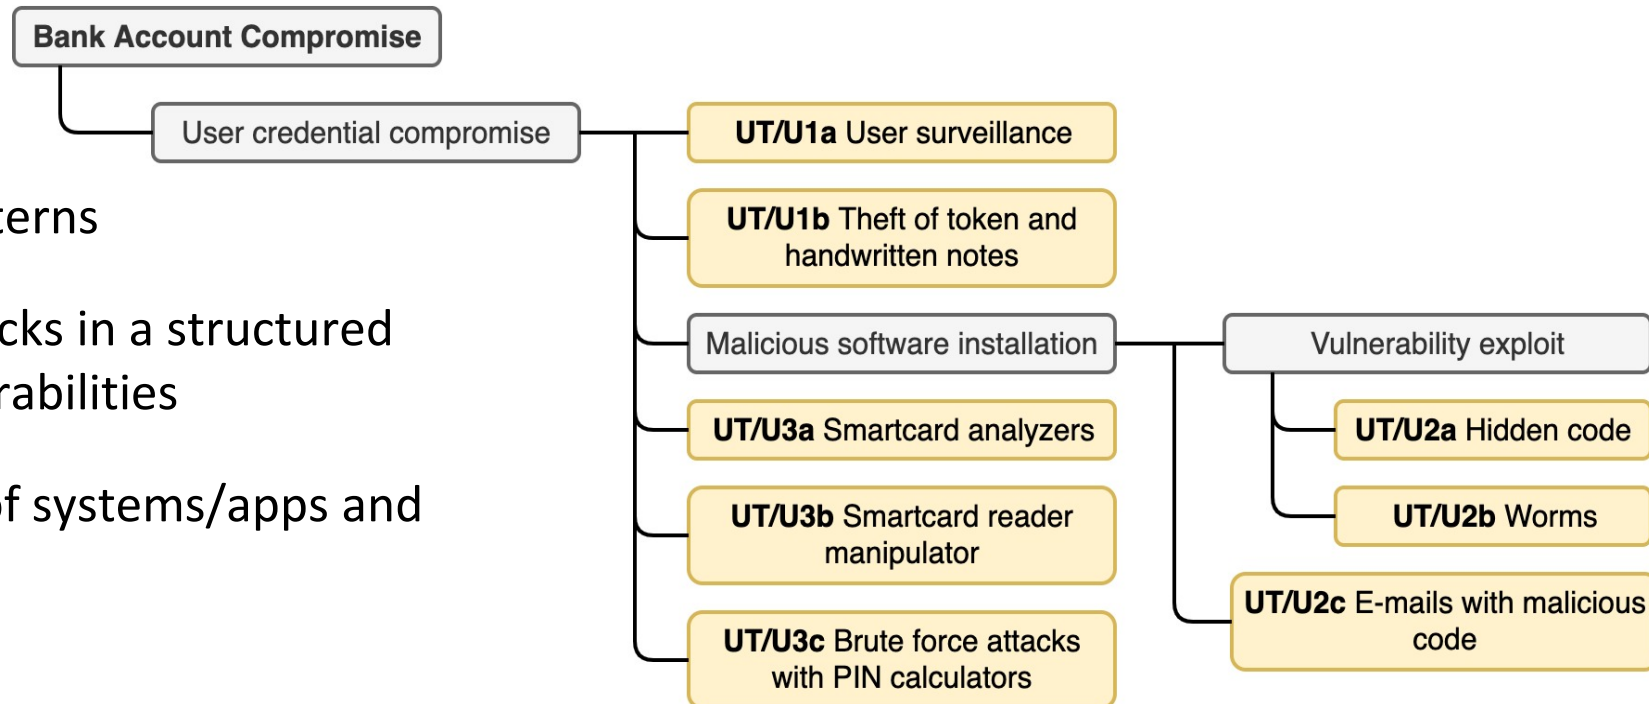 Bank Account Compromise
User credential compromise
terns
cks in a structured
rabilities
of systems/apps and
UT/U1a User surveillance
UT/U1b Theft of token and
handwritten notes
Malicious software installation
UT/U3a Smartcard analyzers
UT/U3b Smartcard reader
manipulator
UT/U3c Brute force attacks
with PIN calculators
Vulnerability exploit
UT/U2a Hidden code
UT/U2b Worms
UT/U2c E-mails with malicious
code